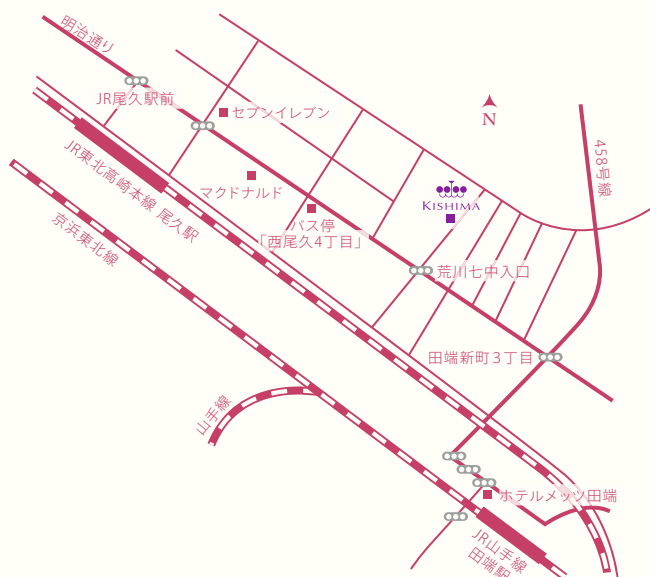 明治通り
JR尾久駅前
セブンイレブン
N
458号線
マクドナルド
KISHIMA
JR東北高崎本線 尾久駅
バス停
「西尾久4丁目」
京浜東北線
荒川七中入口
田端新町3丁目
山手線
ホテルメッツ田端
JR山手線
田端駅